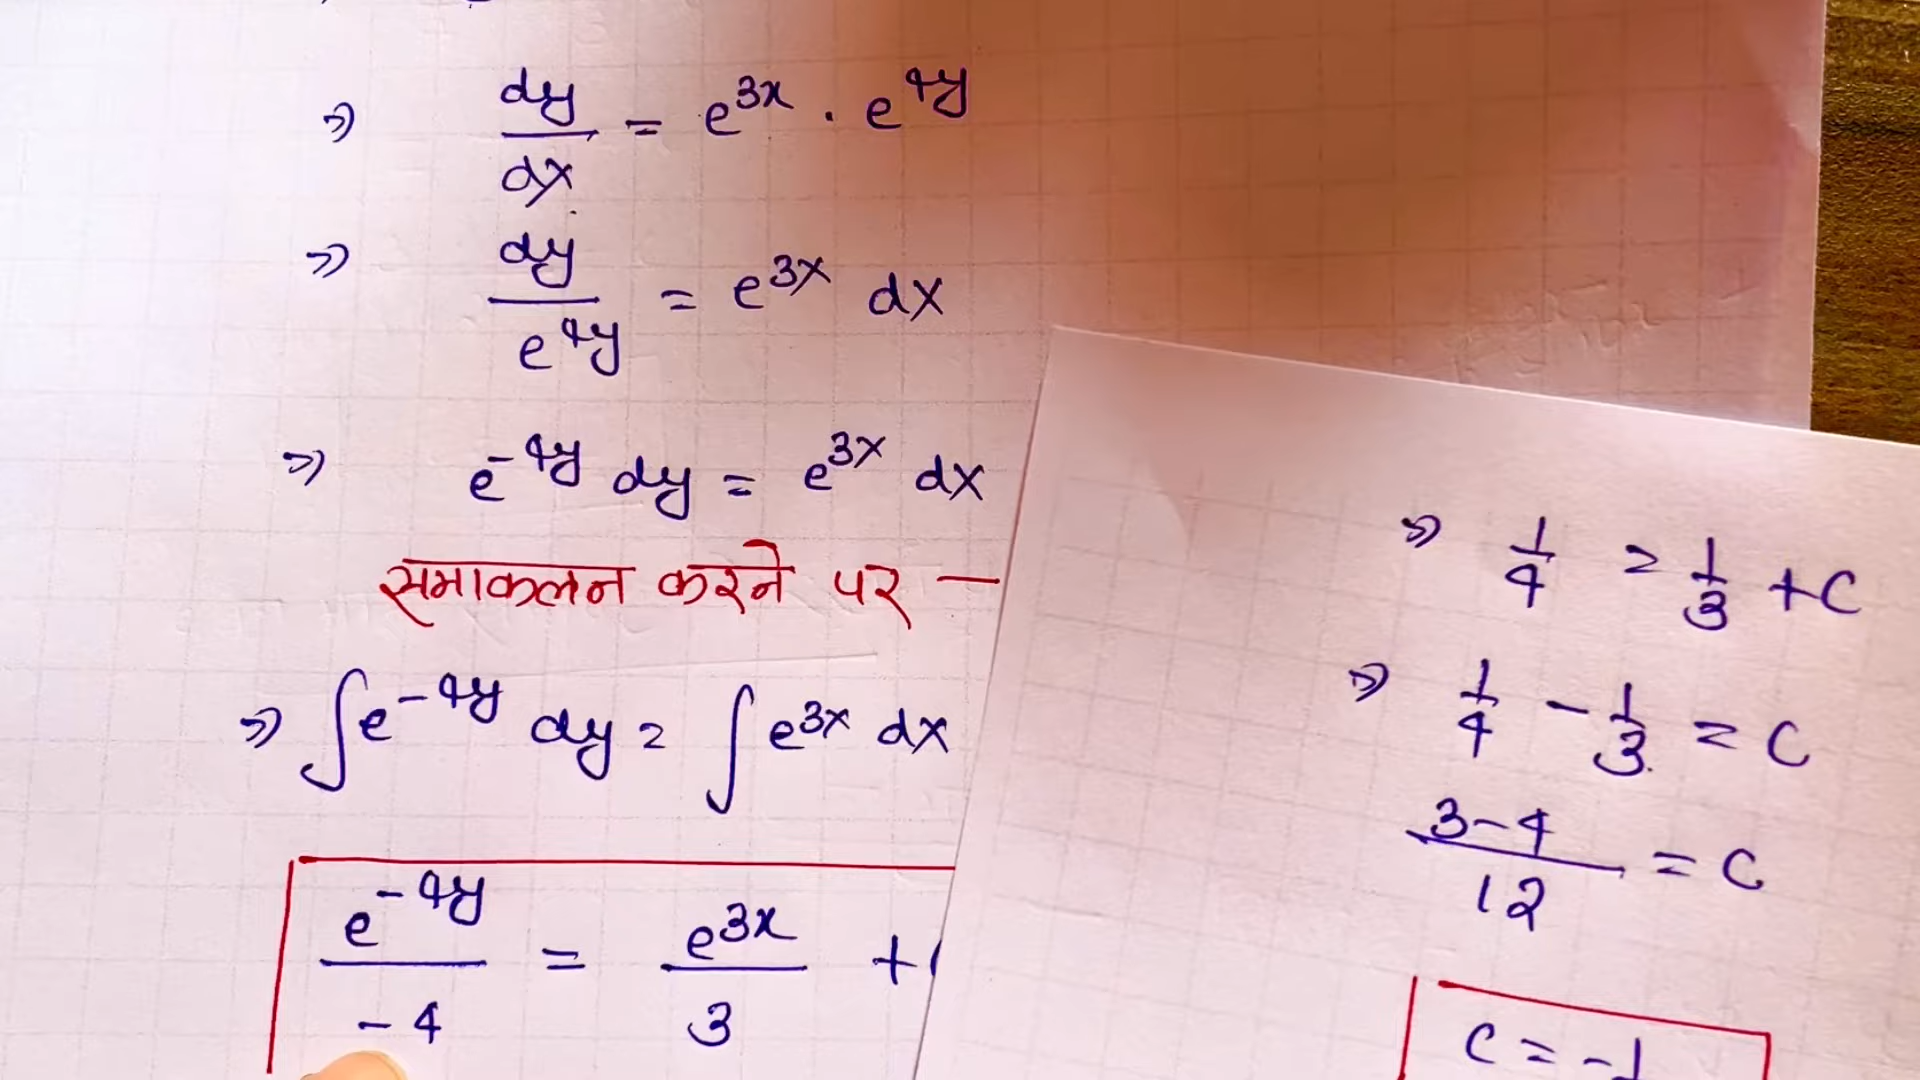 ⇒ dy/dx = e^3x . e^4y
⇒ dy/e^4y = e^3x dx
⇒ e^-4y dy = e^3x dx
समाकलन करने पर —
⇒ ∫e^-4y dy = ∫e^3x dx
e^-4y/-4 = e^3x/3 +
⇒ 1/4 = 1/3 + C
⇒ 1/4 - 1/3 = C
3-4/12 = C
C = -1